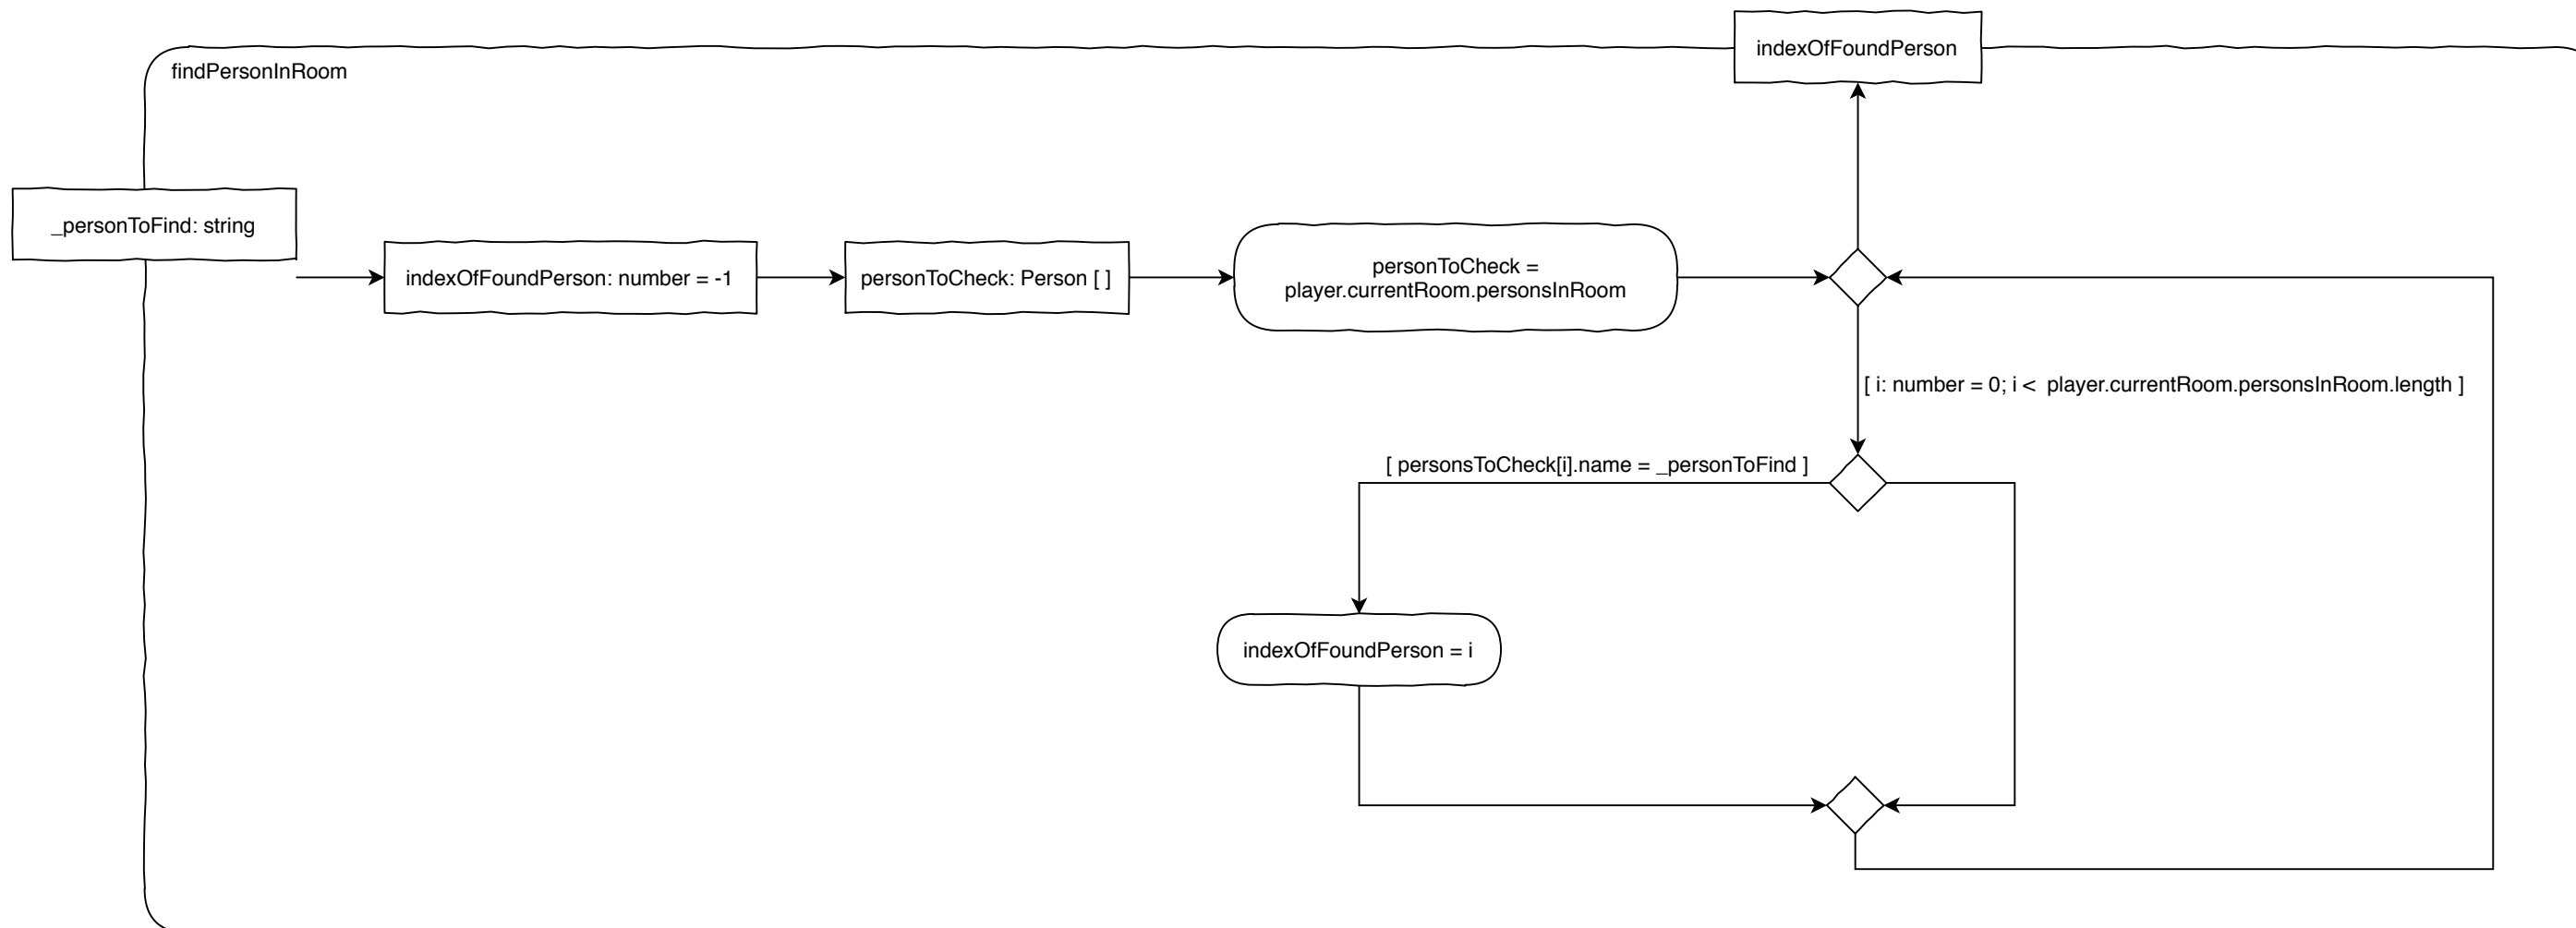 indexOfFoundPerson
findPersonInRoom
_personToFind: string
indexOfFoundPerson: number = -1
personToCheck: Person [ ]
personToCheck =
player.currentRoom.personsInRoom
[ i: number = 0; i <  player.currentRoom.personsInRoom.length ]
[ personsToCheck[i].name = _personToFind ]
indexOfFoundPerson = i